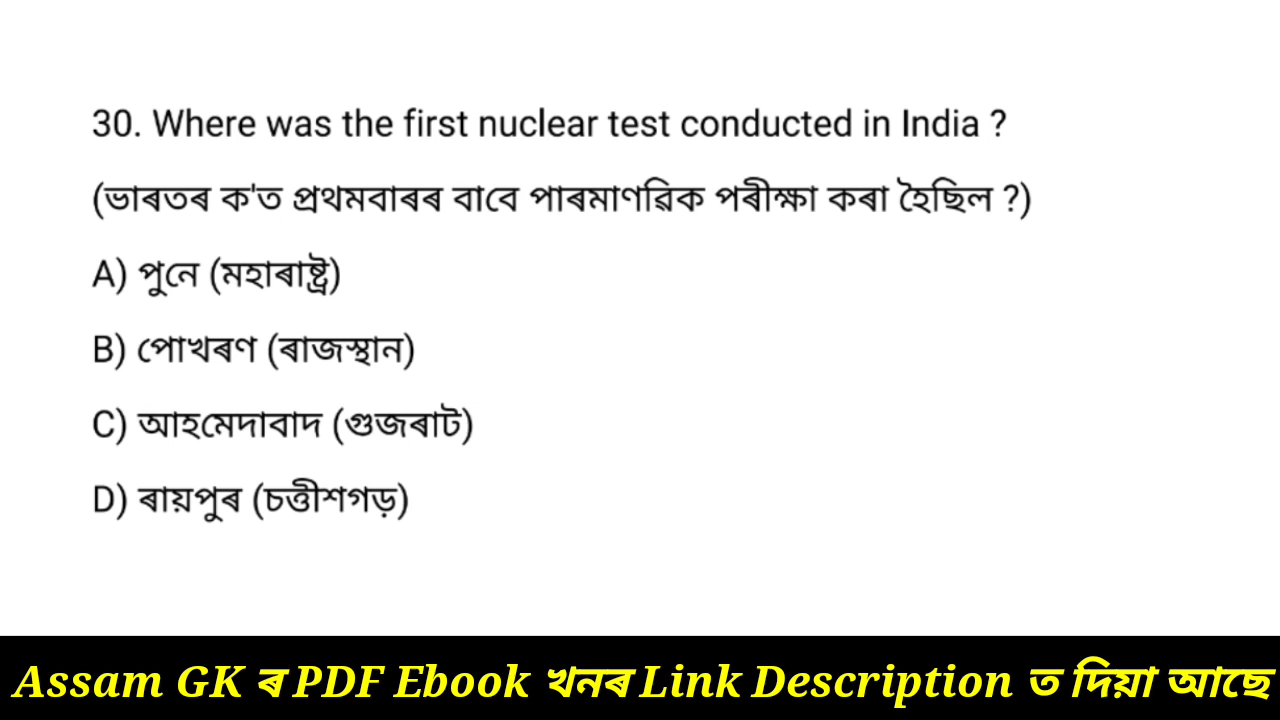 30. Where was the first nuclear test conducted in India ?
(ভাৰতৰ ক'ত প্ৰথমবাৰৰ বাবে পাৰমাণৱিক পৰীক্ষা কৰা হৈছিল ?)
A) পুনে (মহাৰাষ্ট্ৰ)
B) পোখৰণ (ৰাজস্থান)
C) আহমেদাবাদ (গুজৰাট)
D) ৰায়পুৰ (চত্তীশগড়)
Assam GK ৰ PDF Ebook খনৰ Link Description ত দিয়া আছে